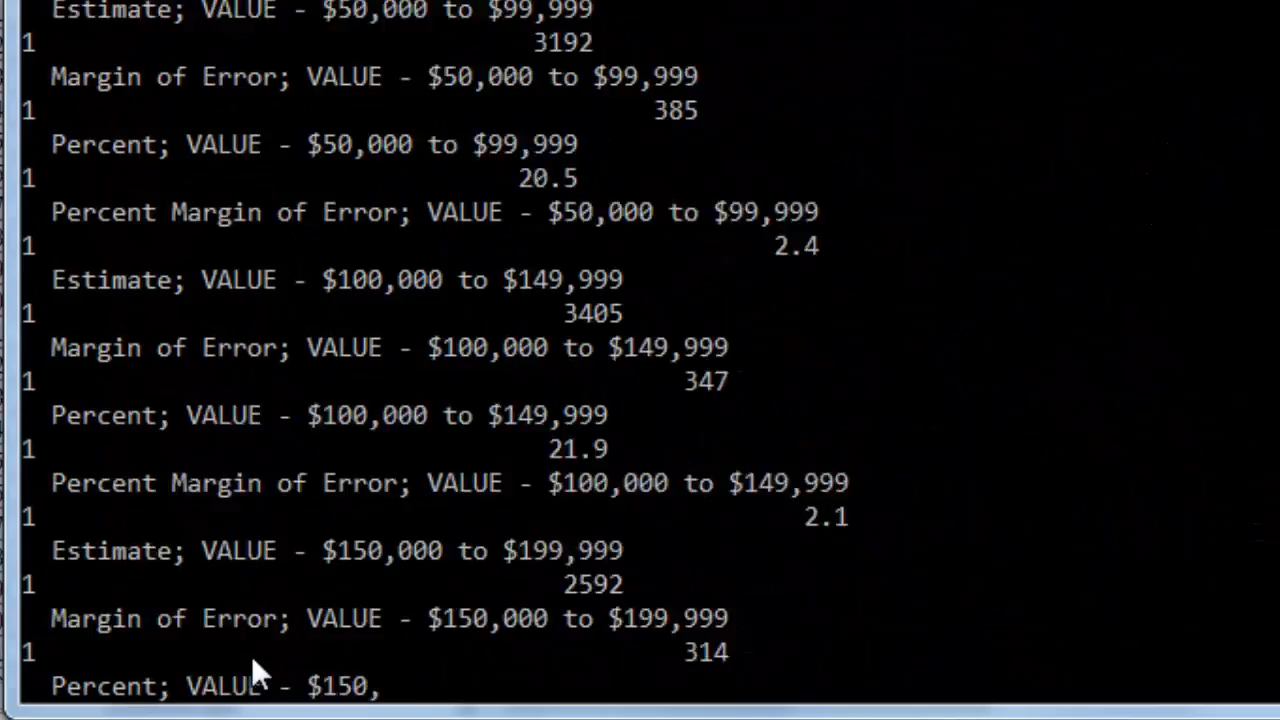 Estimate; VALUE - $50,000 to $99,999
1 3192
Margin of Error; VALUE - $50,000 to $99,999
1 385
Percent; VALUE - $50,000 to $99,999
1 20.5
Percent Margin of Error; VALUE - $50,000 to $99,999
1 2.4
Estimate; VALUE - $100,000 to $149,999
1 3405
Margin of Error; VALUE - $100,000 to $149,999
1 347
Percent; VALUE - $100,000 to $149,999
1 21.9
Percent Margin of Error; VALUE - $100,000 to $149,999
1 2.1
Estimate; VALUE - $150,000 to $199,999
1 2592
Margin of Error; VALUE - $150,000 to $199,999
1 314
Percent; VALUE - $150,